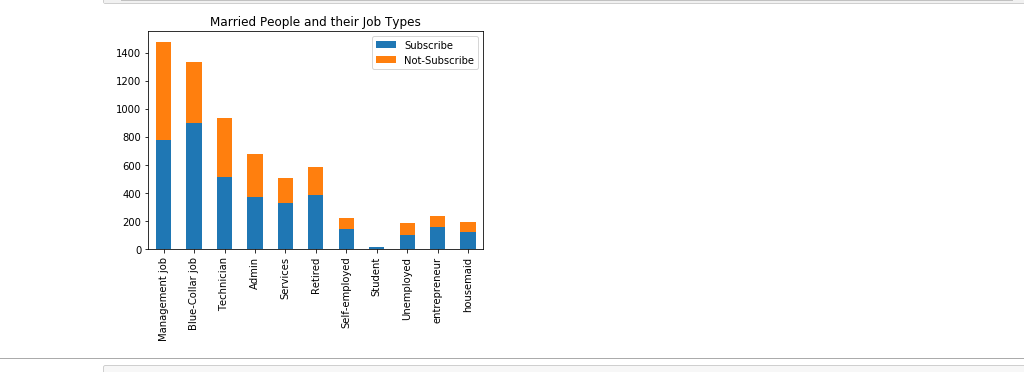 Married People and their Job Types
Subscribe
Not-Subscribe
1400
1200
1000
800
600
400
200
0
Management job
Blue-Collar job
Technician
Admin
Services
Retired
Self-employed
Student
Unemployed
entrepreneur
housemaid